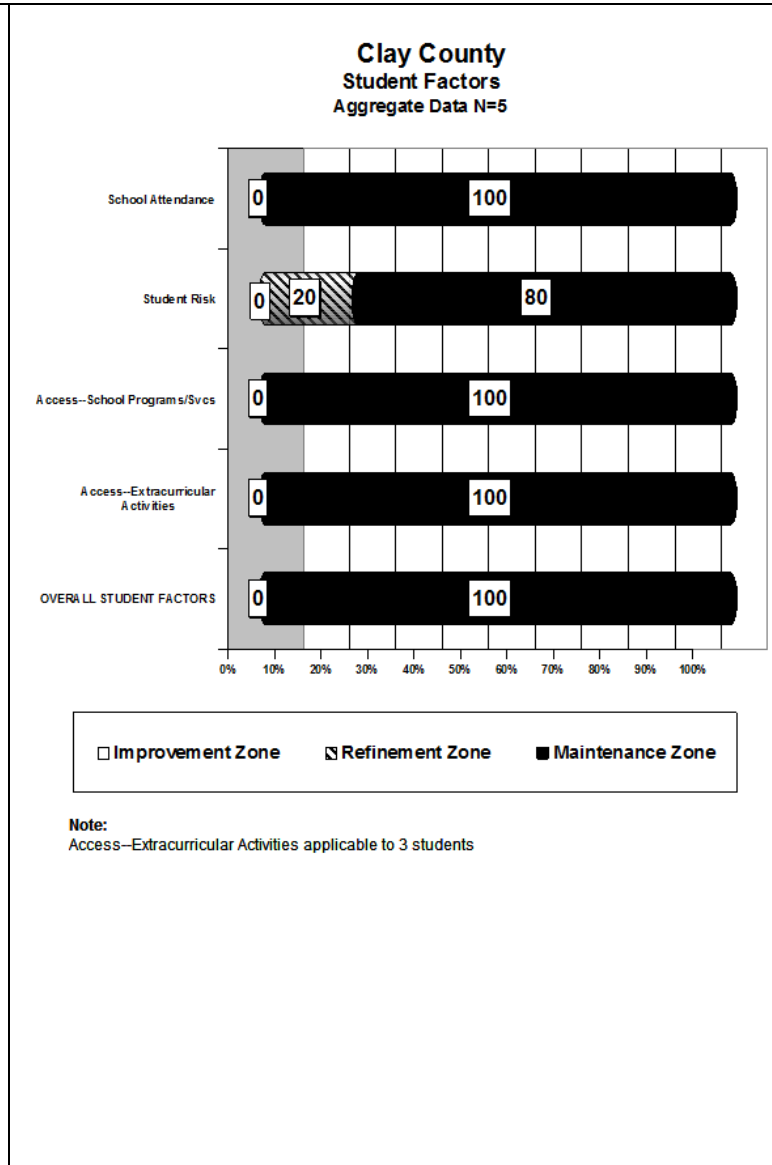 Clay County
Student Factors
Aggregate Data N=5
School Attendance
0
100
Student Risk
0
20
80
Access--School Programs/Svcs
0
100
Access--Extracurricular
Activities
0
100
OVERALL STUDENT FACTORS
0
100
0% 10% 20% 30% 40% 50% 60% 70% 80% 90% 100%
Improvement Zone Refinement Zone Maintenance Zone
Note:
Access--Extracurricular Activities applicable to 3 students